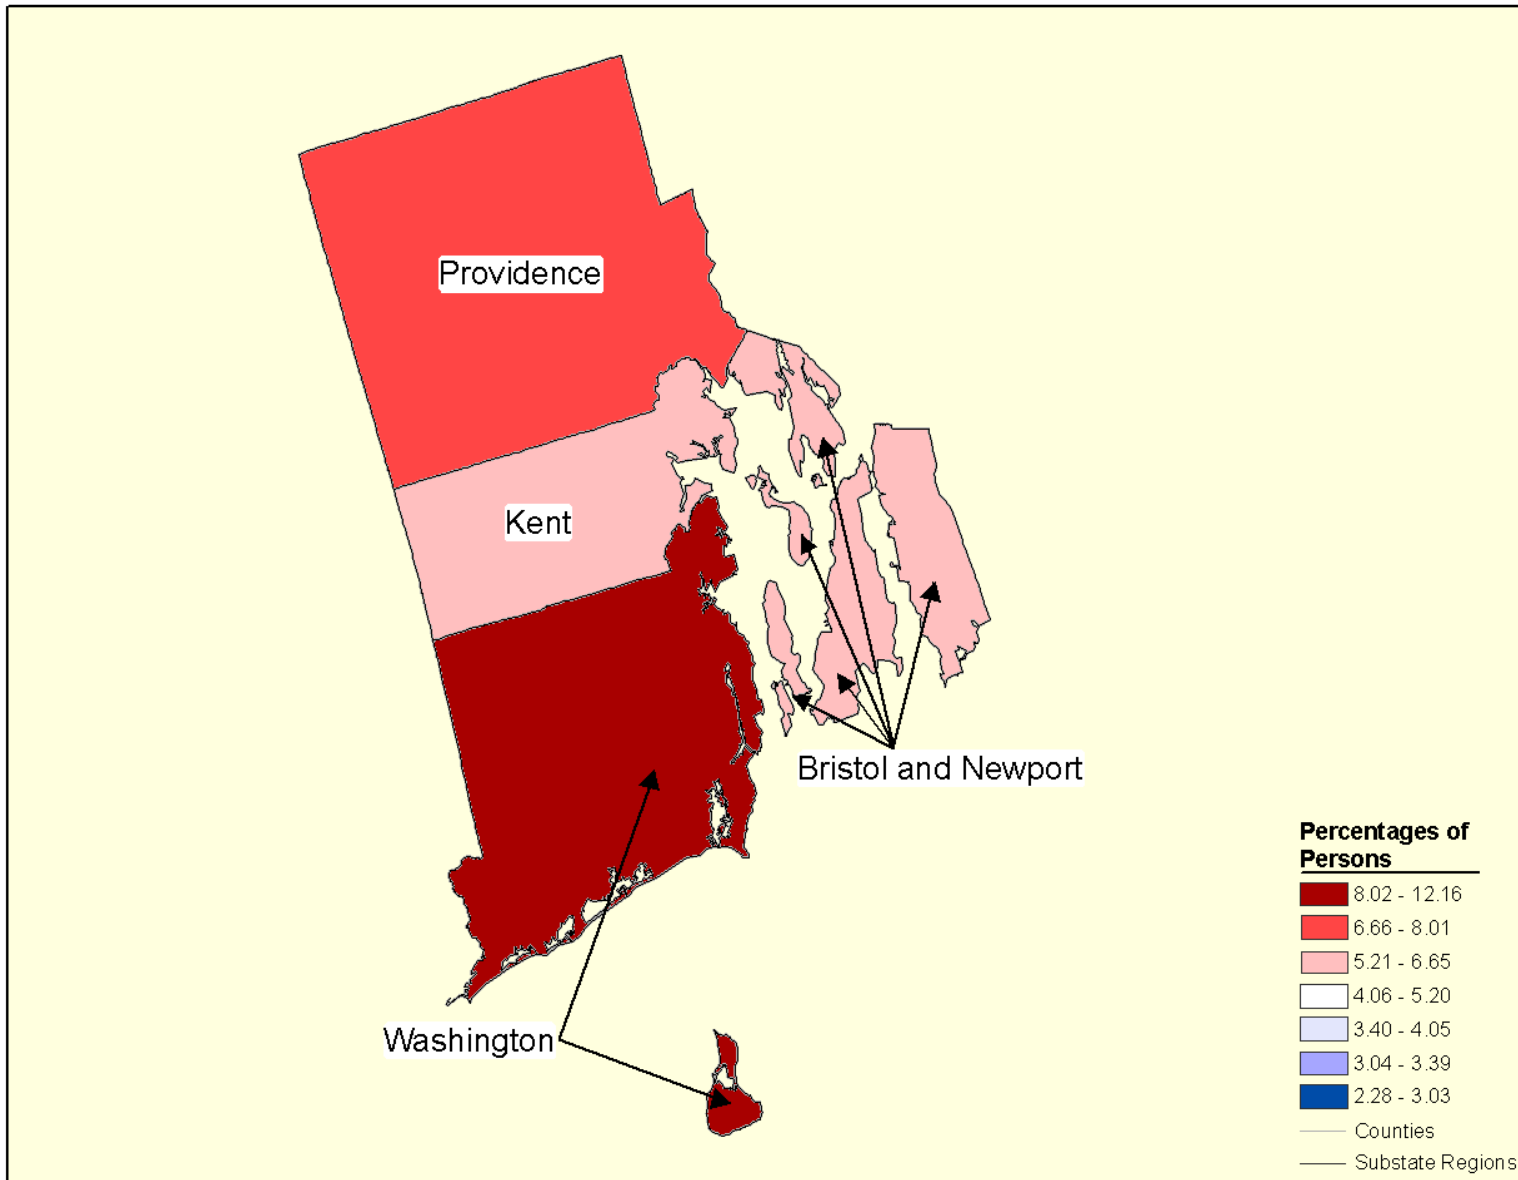 Providence
Kent
Bristol and Newport
Washington
Percentages of
Persons
8.02 - 12.16
6.66 - 8.01
5.21 - 6.65
4.06 - 5.20
3.40 - 4.05
3.04 - 3.39
2.28 - 3.03
Counties
Substate Regions